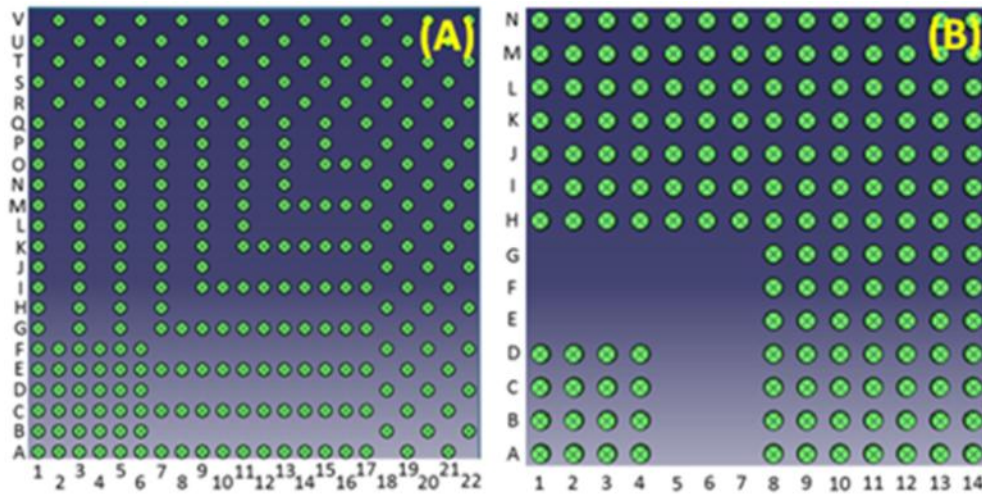 V
U
T
S
R
Q
P
O
N
M
L
K
J
I
H
G
F
E
D
C
B
A
1 2 3 4 5 6 7 8 9 10 11 12 13 14 15 16 17 18 19 20 21 22
(A)
N
M
L
K
J
I
H
G
F
E
D
C
B
A
1 2 3 4 5 6 7 8 9 10 11 12 13 14
(B)